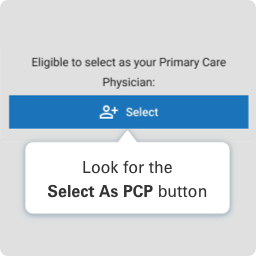 Eligible to select as your Primary Care
Physician:
Select
Look for the
Select As PCP button